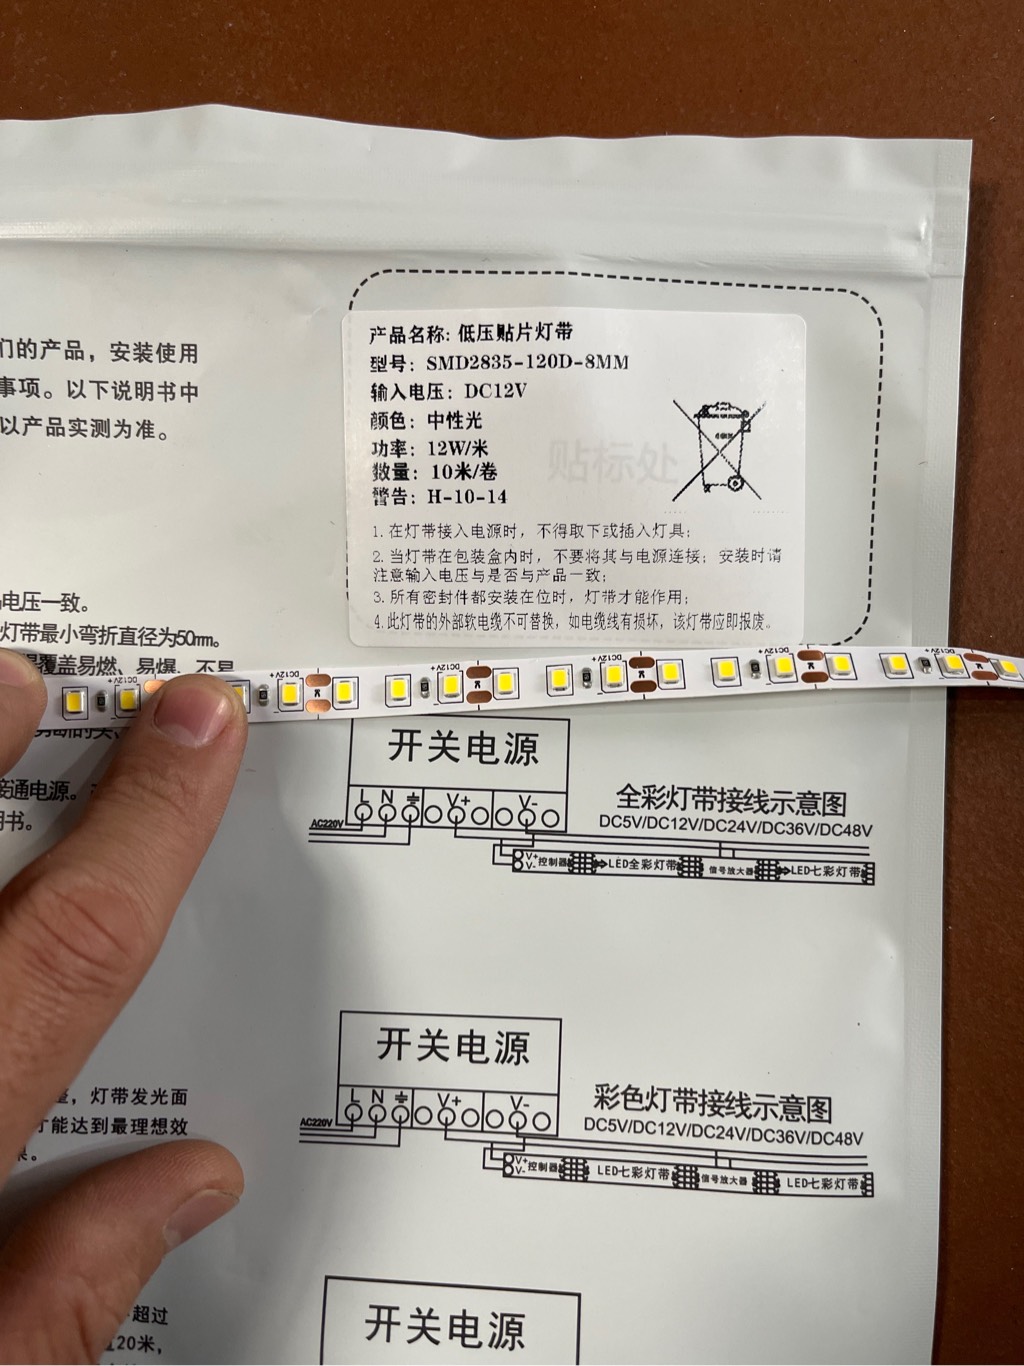 们的产品，安装使用
事项。以下说明书中
以产品实测为准。
产品名称: 低压贴片灯带
型号: SMD2835-120D-8MM
输入电压: DC12V
颜色: 中性光
功率: 12W/米
数量: 10米/卷
警告: H-10-14
贴标处
1. 在灯带接入电源时，不得取下或插入灯具；
2. 当灯带在包装盒内时，不要将其与电源连接；安装时请
注意输入电压与是否与产品一致；
3. 所有密封件都安装在位时，灯带才能作用；
4. 此灯带的外部软电缆不可替换，如电缆线有损坏，该灯带应即报废。
电压一致。
灯带最小弯折直径为50mm。
覆盖易燃、易爆、不易
+DC12V
+DC12V
+DC12V
+DC12V
+DC12V
+DC12V
接通电源。
明书。
开关电源
L N V+ V-
AC220V
全彩灯带接线示意图
DC5V/DC12V/DC24V/DC36V/DC48V
V+
V-
控制器
LED全彩灯带
信号放大器
LED七彩灯带
开关电源
L N V+ V-
AC220V
彩色灯带接线示意图
DC5V/DC12V/DC24V/DC36V/DC48V
V+
V-
控制器
LED七彩灯带
信号放大器
LED七彩灯带
，灯带发光面
才能达到最理想效
果。
超过
20米，
开关电源